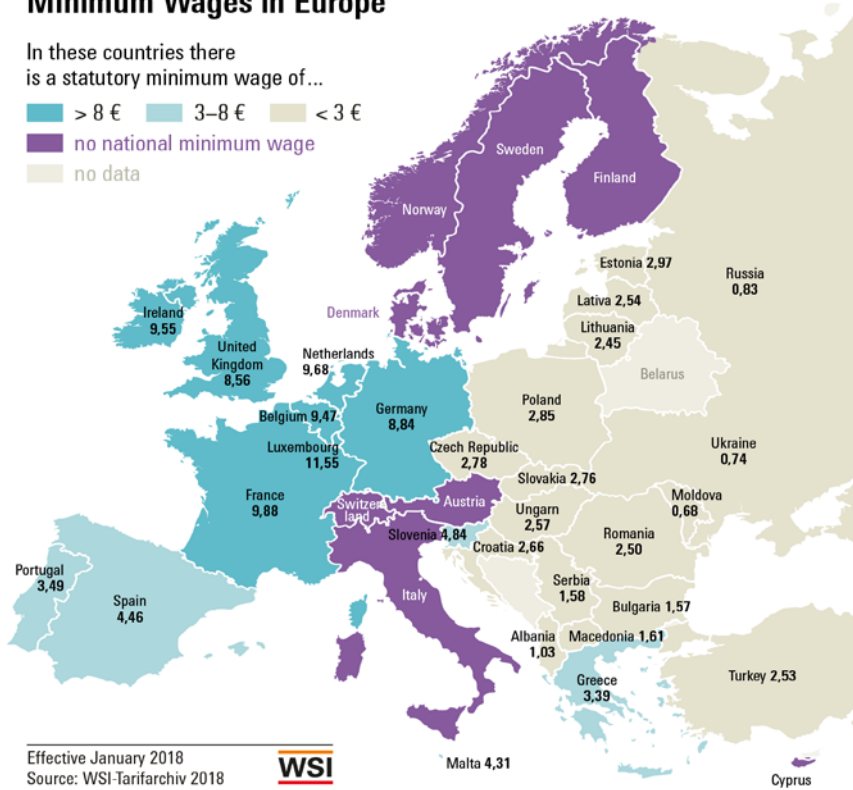 Minimum Wages in Europe
In these countries there
is a statutory minimum wage of...
> 8 €
3–8 €
< 3 €
no national minimum wage
no data
Sweden
Finland
Norway
Estonia 2,97
Russia
0,83
Lativa 2,54
Denmark
Ireland
9,55
Lithuania
2,45
United
Kingdom
8,56
Netherlands
9,68
Belarus
Poland
2,85
Germany
8,84
Belgium 9,47
Czech Republic
2,78
Luxembourg
11,55
Ukraine
0,74
Slovakia 2,76
France
9,88
Switzer
land
Austria
Moldova
0,68
Ungarn
2,57
Slovenia 4,84
Romania
2,50
Croatia 2,66
Portugal
3,49
Spain
4,46
Serbia
1,58
Italy
Bulgaria 1,57
Albania
1,03
Macedonia 1,61
Greece
3,39
Turkey 2,53
Malta 4,31
Cyprus
Effective January 2018
Source: WSI-Tarifarchiv 2018
WSI